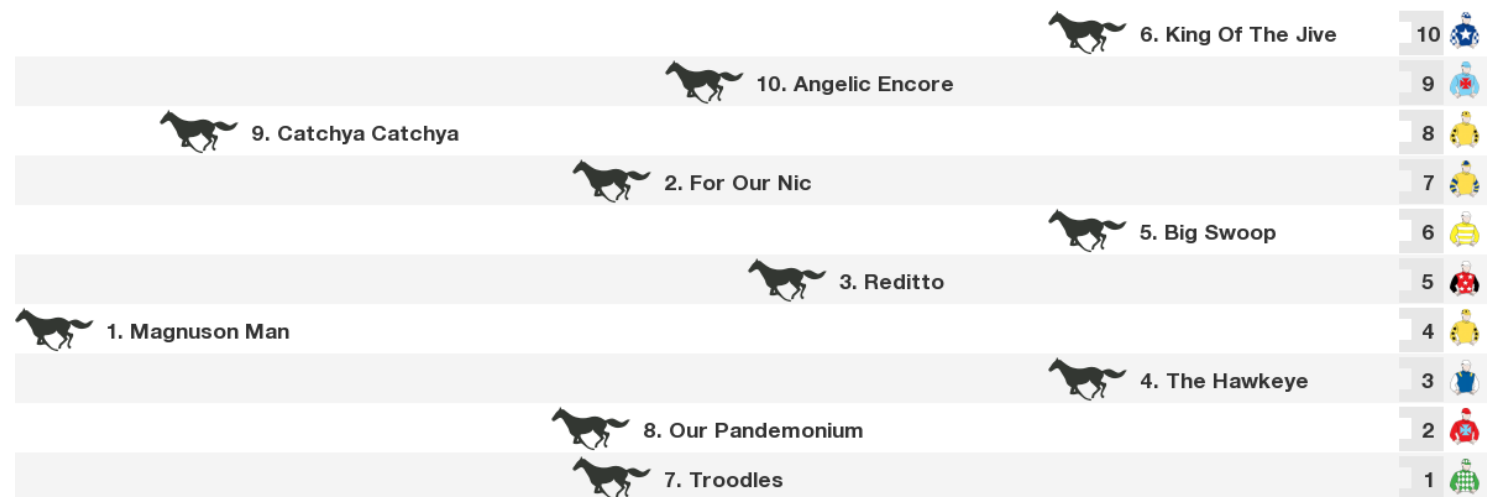 6. King Of The Jive 10
10. Angelic Encore 9
9. Catchya Catchya 8
2. For Our Nic 7
5. Big Swoop 6
3. Reditto 5
1. Magnuson Man 4
4. The Hawkeye 3
8. Our Pandemonium 2
7. Troodles 1